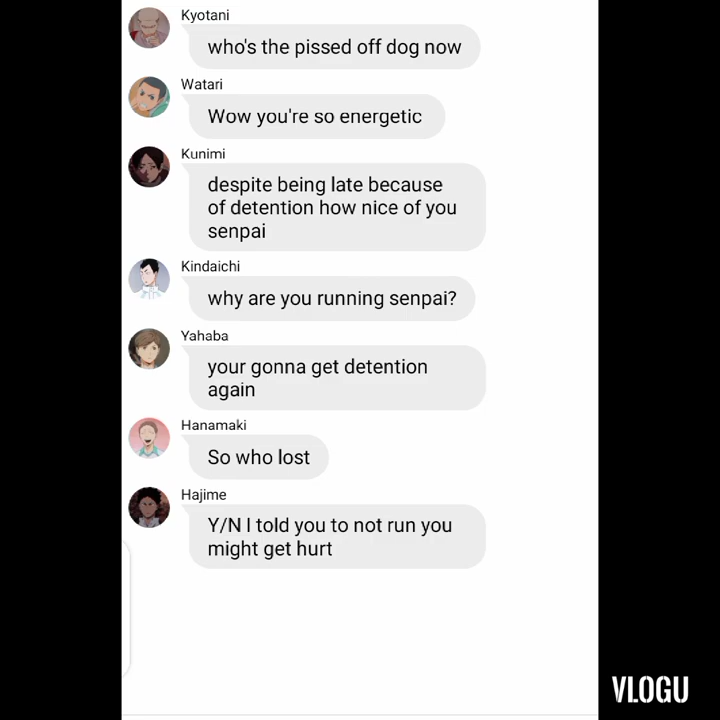 Kyotani
who's the pissed off dog now
Watari
Wow you're so energetic
Kunimi
despite being late because
of detention how nice of you
senpai
Kindaichi
why are you running senpai?
Yahaba
your gonna get detention
again
Hanamaki
So who lost
Hajime
Y/N I told you to not run you
might get hurt
VLOGU